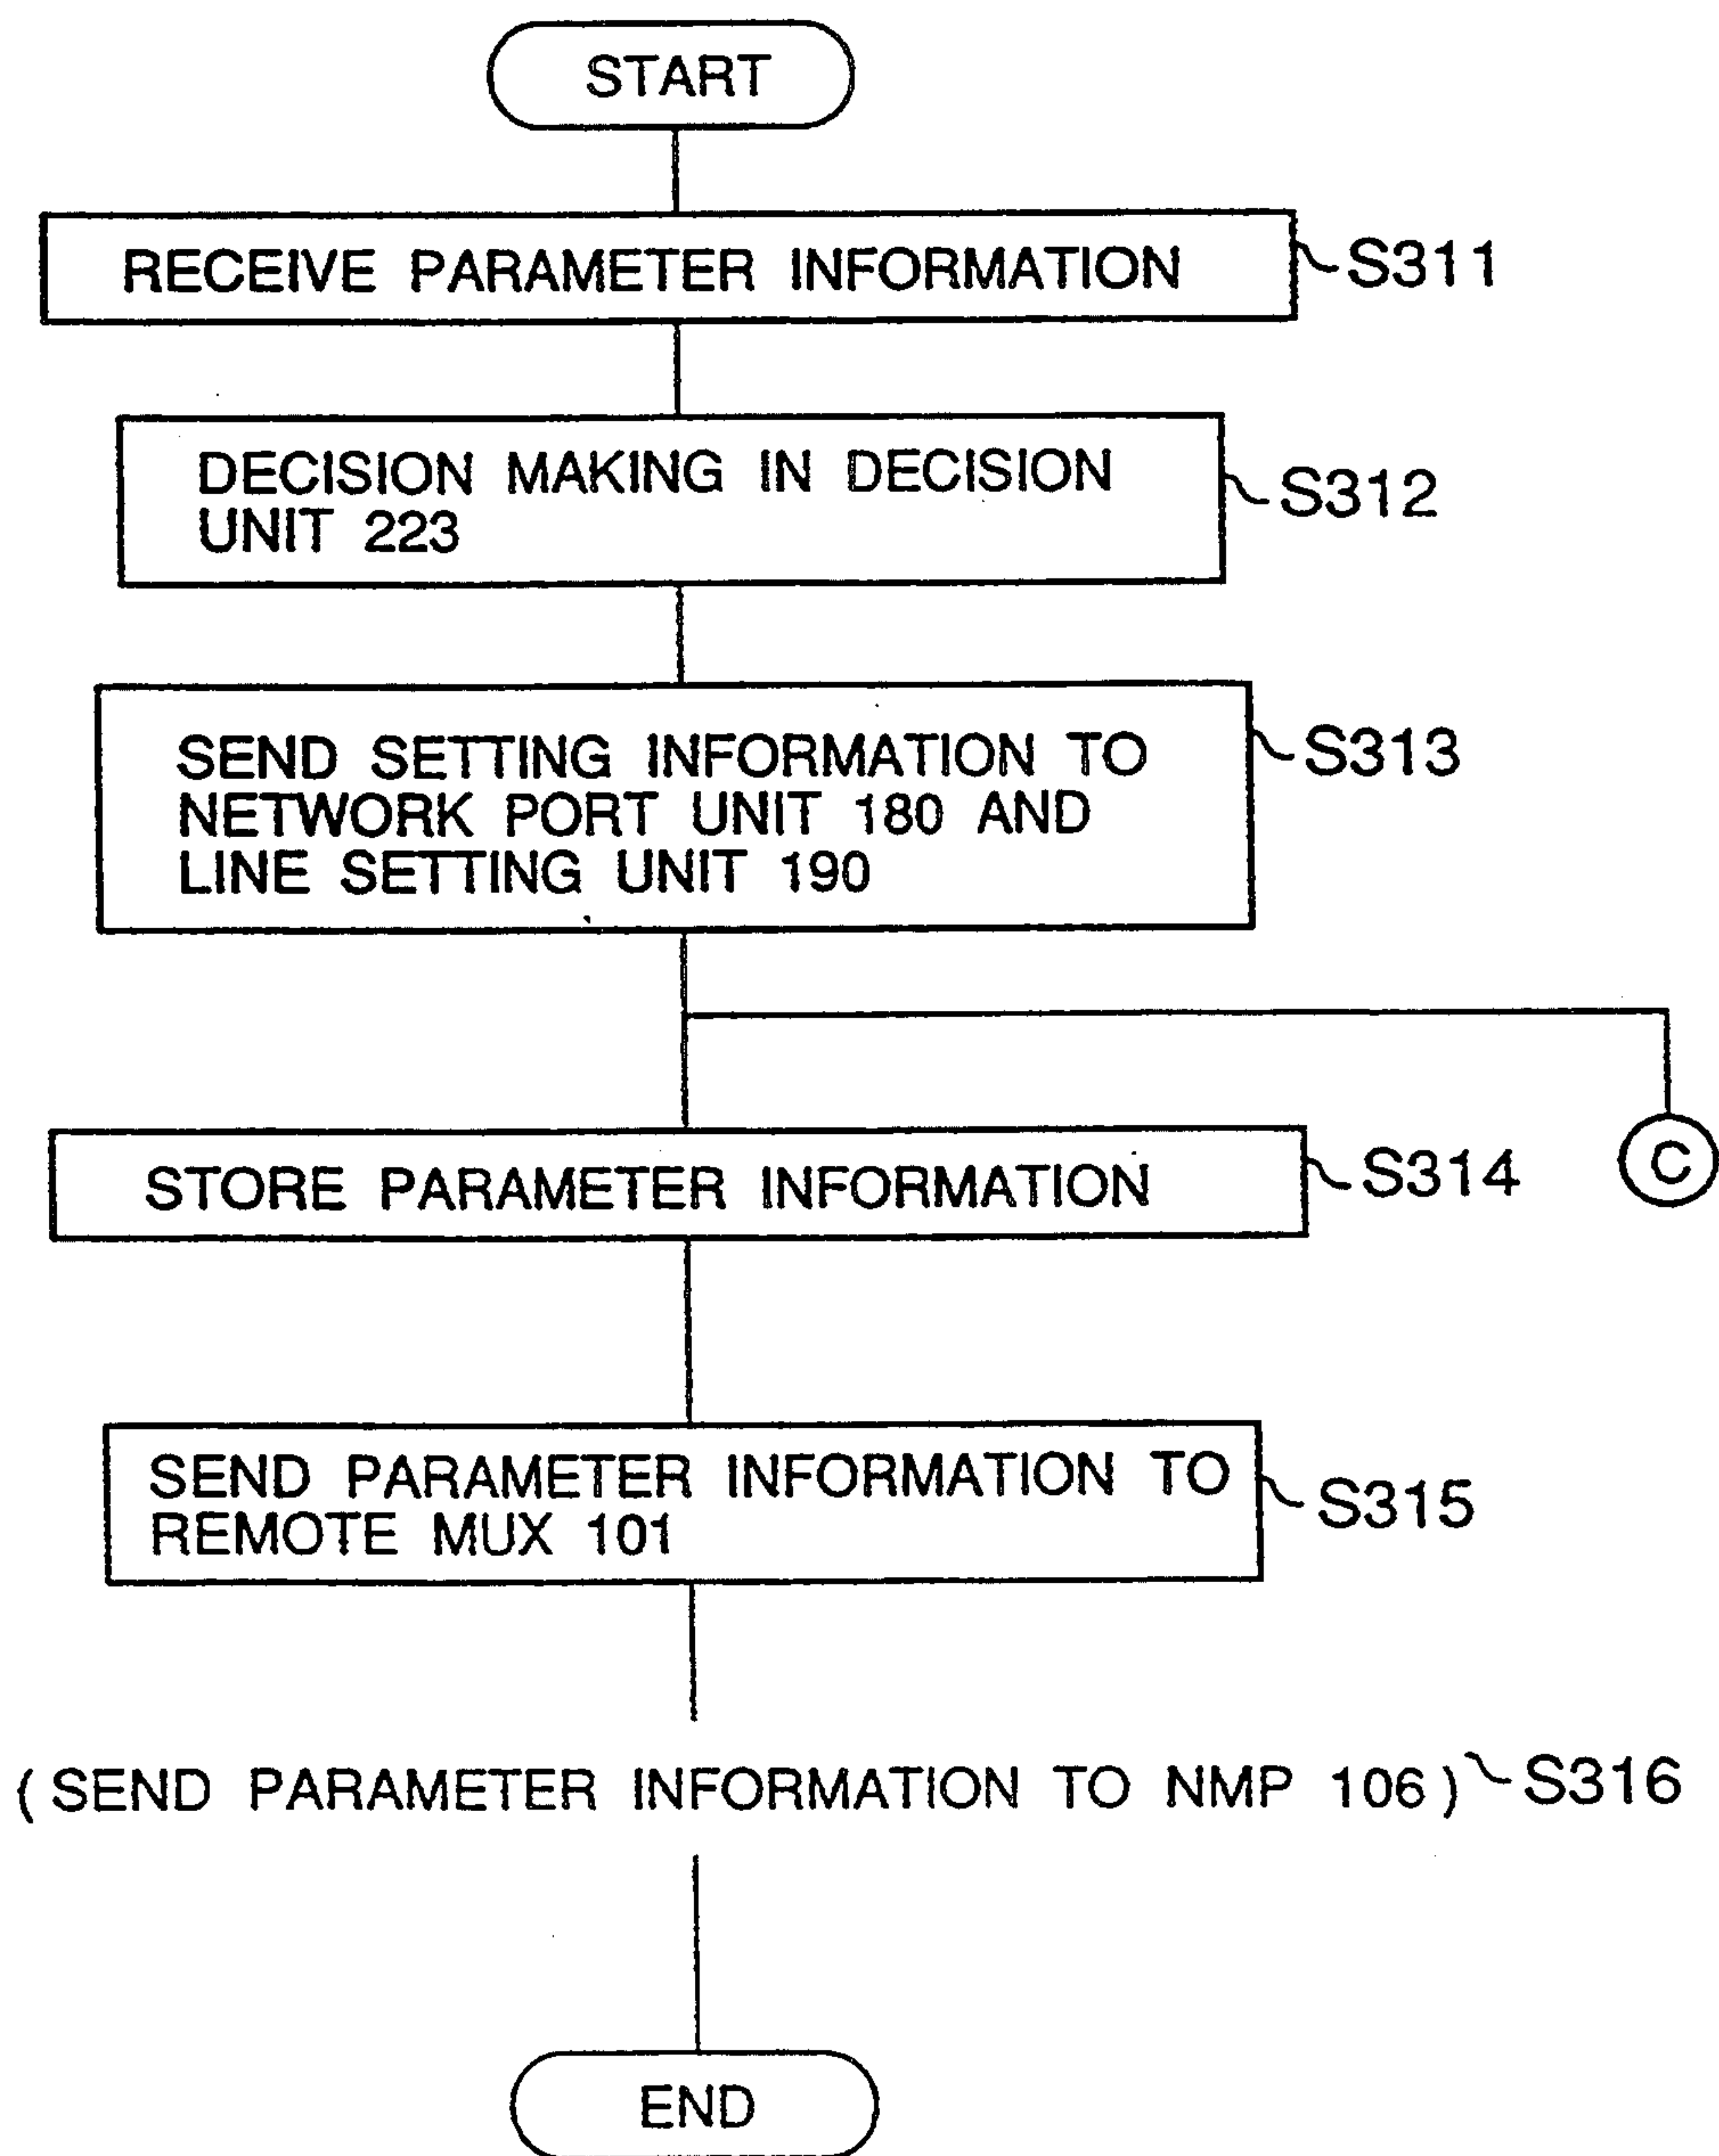 START
RECEIVE PARAMETER INFORMATION
S311
DECISION MAKING IN DECISION
UNIT 223
S312
SEND SETTING INFORMATION TO
NETWORK PORT UNIT 180 AND
LINE SETTING UNIT 190
S313
STORE PARAMETER INFORMATION
S314
C
SEND PARAMETER INFORMATION TO
REMOTE MUX 101
S315
(SEND PARAMETER INFORMATION TO NMP 106)
S316
END